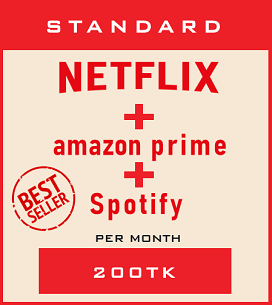 STANDARD
NETFLIX
+
amazon prime
+
BEST
SELLER
Spotify
PER MONTH
200TK